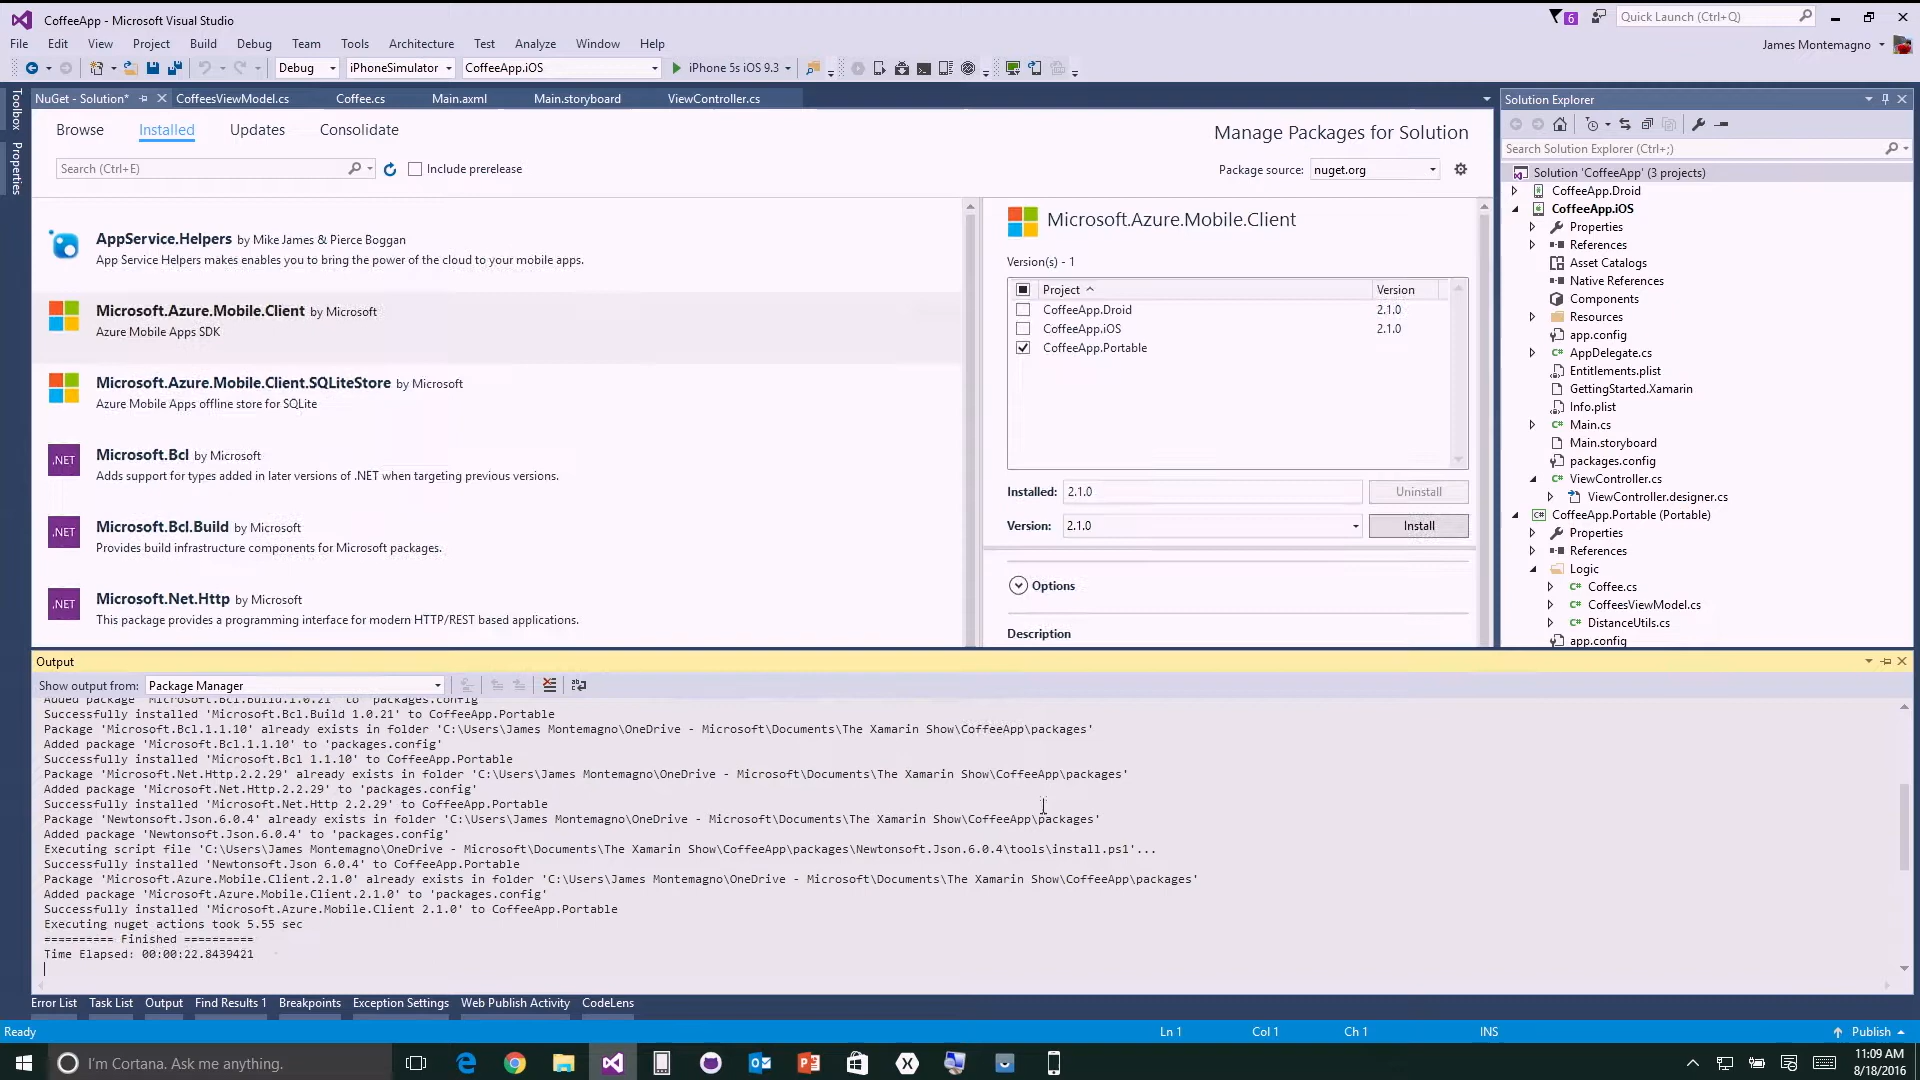 CoffeeApp - Microsoft Visual Studio
6
Quick Launch (Ctrl+Q)
File Edit View Project Build Debug Team Tools Architecture Test Analyze Window Help
James Montemagno
Debug iPhoneSimulator CoffeeApp.iOS iPhone 5s iOS 9.3
Toolbox
Properties
NuGet - Solution* CoffeesViewModel.cs Coffee.cs Main.axml Main.storyboard ViewController.cs
Browse Installed Updates Consolidate
Manage Packages for Solution
Search (Ctrl+E)
Include prerelease
Package source: nuget.org
AppService.Helpers by Mike James & Pierce Boggan
App Service Helpers makes enables you to bring the power of the cloud to your mobile apps.
Microsoft.Azure.Mobile.Client by Microsoft
Azure Mobile Apps SDK
Microsoft.Azure.Mobile.Client.SQLiteStore by Microsoft
Azure Mobile Apps offline store for SQLite
.NET
Microsoft.Bcl by Microsoft
Adds support for types added in later versions of .NET when targeting previous versions.
.NET
Microsoft.Bcl.Build by Microsoft
Provides build infrastructure components for Microsoft packages.
.NET
Microsoft.Net.Http by Microsoft
This package provides a programming interface for modern HTTP/REST based applications.
Microsoft.Azure.Mobile.Client
Version(s) - 1
Project Version
CoffeeApp.Droid 2.1.0
CoffeeApp.iOS 2.1.0
CoffeeApp.Portable
Installed: 2.1.0 Uninstall
Version: 2.1.0 Install
Options
Description
Solution Explorer
Search Solution Explorer (Ctrl+;)
Solution 'CoffeeApp' (3 projects)
CoffeeApp.Droid
CoffeeApp.iOS
Properties
References
Asset Catalogs
Native References
Components
Resources
app.config
C# AppDelegate.cs
Entitlements.plist
GettingStarted.Xamarin
Info.plist
C# Main.cs
Main.storyboard
packages.config
C# ViewController.cs
ViewController.designer.cs
C# CoffeeApp.Portable (Portable)
Properties
References
Logic
C# Coffee.cs
C# CoffeesViewModel.cs
C# DistanceUtils.cs
app.config
Output
Show output from: Package Manager
Added package 'Microsoft.Bcl.Build.1.0.21' to 'packages.config'
Successfully installed 'Microsoft.Bcl.Build 1.0.21' to CoffeeApp.Portable
Package 'Microsoft.Bcl.1.1.10' already exists in folder 'C:\Users\James Montemagno\OneDrive - Microsoft\Documents\The Xamarin Show\CoffeeApp\packages'
Added package 'Microsoft.Bcl.1.1.10' to 'packages.config'
Successfully installed 'Microsoft.Bcl 1.1.10' to CoffeeApp.Portable
Package 'Microsoft.Net.Http.2.2.29' already exists in folder 'C:\Users\James Montemagno\OneDrive - Microsoft\Documents\The Xamarin Show\CoffeeApp\packages'
Added package 'Microsoft.Net.Http.2.2.29' to 'packages.config'
Successfully installed 'Microsoft.Net.Http 2.2.29' to CoffeeApp.Portable
Package 'Newtonsoft.Json.6.0.4' already exists in folder 'C:\Users\James Montemagno\OneDrive - Microsoft\Documents\The Xamarin Show\CoffeeApp\packages'
Added package 'Newtonsoft.Json.6.0.4' to 'packages.config'
Executing script file 'C:\Users\James Montemagno\OneDrive - Microsoft\Documents\The Xamarin Show\CoffeeApp\packages\Newtonsoft.Json.6.0.4\tools\install.ps1'...
Successfully installed 'Newtonsoft.Json 6.0.4' to CoffeeApp.Portable
Package 'Microsoft.Azure.Mobile.Client.2.1.0' already exists in folder 'C:\Users\James Montemagno\OneDrive - Microsoft\Documents\The Xamarin Show\CoffeeApp\packages'
Added package 'Microsoft.Azure.Mobile.Client.2.1.0' to 'packages.config'
Successfully installed 'Microsoft.Azure.Mobile.Client 2.1.0' to CoffeeApp.Portable
Executing nuget actions took 5.55 sec
========== Finished ==========
Time Elapsed: 00:00:22.8439421
Error List Task List Output Find Results 1 Breakpoints Exception Settings Web Publish Activity CodeLens
Ready Ln 1 Col 1 Ch 1 INS Publish
I'm Cortana. Ask me anything.
11:09 AM
8/18/2016